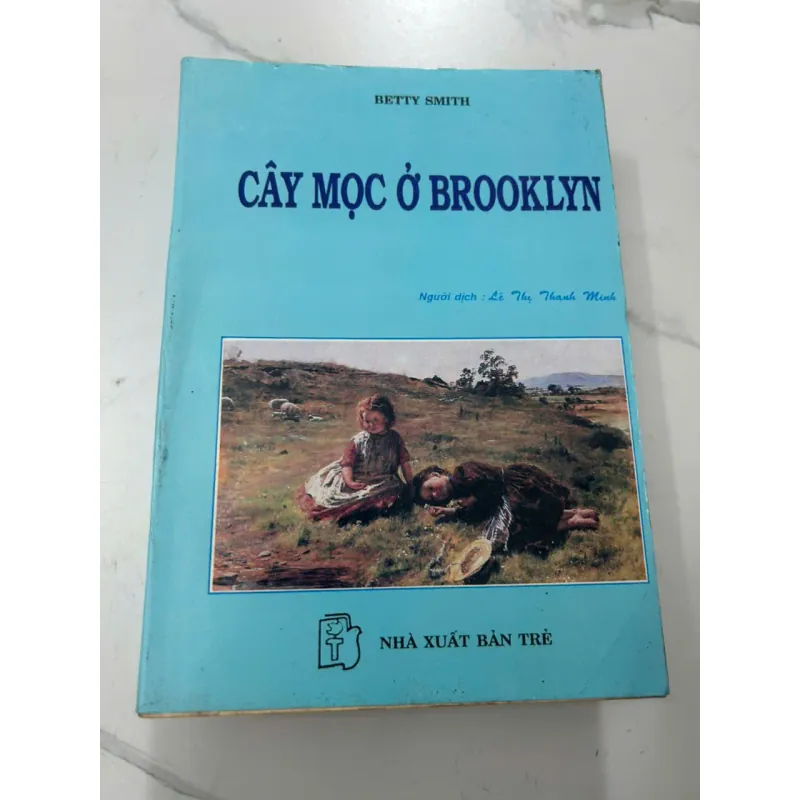 BETTY SMITH
CÂY MỌC Ở BROOKLYN
Người dịch : Lê Thị Thanh Minh
NHÀ XUẤT BẢN TRẺ